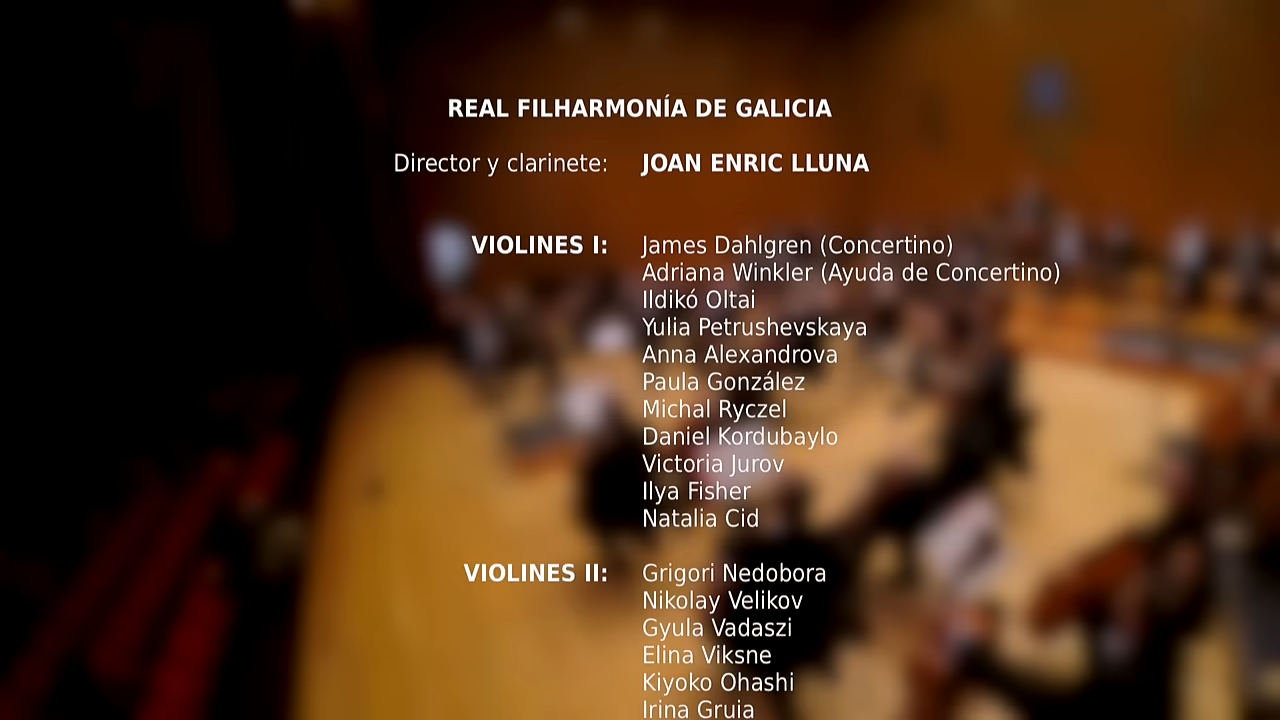 REAL FILHARMONÍA DE GALICIA
Director y clarinete: JOAN ENRIC LLUNA
VIOLINES I: James Dahlgren (Concertino)
Adriana Winkler (Ayuda de Concertino)
Ildikó Oltai
Yulia Petrushevskaya
Anna Alexandrova
Paula González
Michal Ryczel
Daniel Kordubaylo
Victoria Jurov
Ilya Fisher
Natalia Cid
VIOLINES II: Grigori Nedobora
Nikolay Velikov
Gyula Vadaszi
Elina Viksne
Kiyoko Ohashi
Irina Gruia